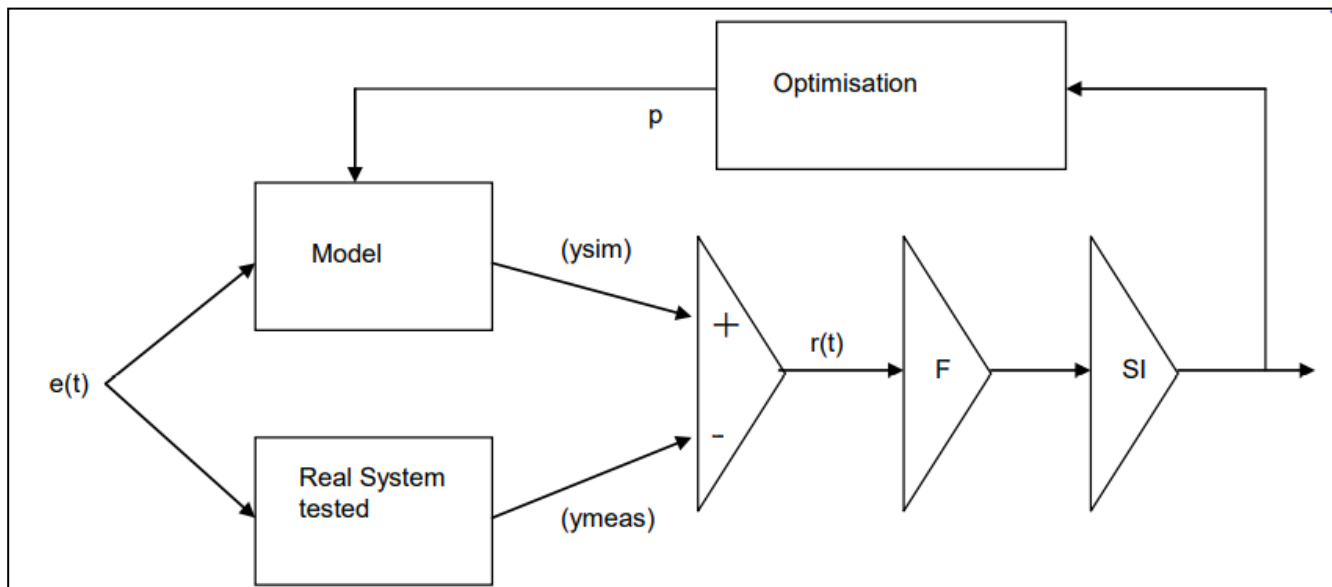 Optimisation
p
Model
(ysim)
+
r(t)
F
SI
e(t)
-
Real System
tested
(ymeas)